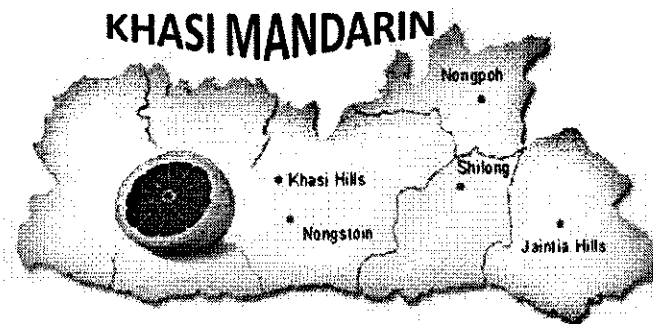 KHASI MANDARIN
Nongpoh
Shilong
Khasi Hills
Nongstoin
Jaintia Hills